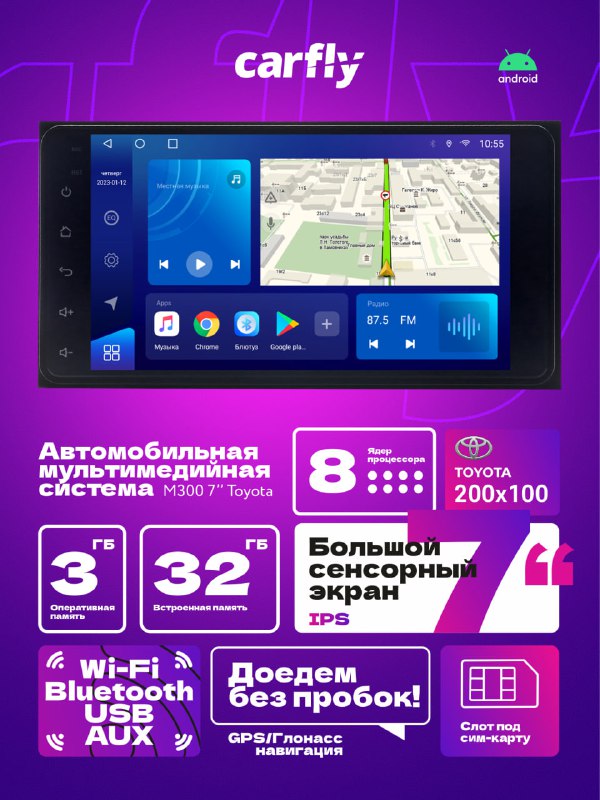 carfly
android
10:55
четверг
2023-01-12
Местная музыка
EQ
Apps
Музыка
Chrome
Блютуз
Google pla...
Радио
87.5 FM
Автомобильная
мультимедийная
система M300 7’’ Toyota
8
Ядер
процессора
TOYOTA
200x100
3 ГБ
Оперативная
память
32 ГБ
Встроенная память
Большой
сенсорный
экран
IPS
7“
Wi-Fi
Bluetooth
USB
AUX
Доедем
без пробок!
GPS/Глонасс
навигация
Слот под
сим-карту